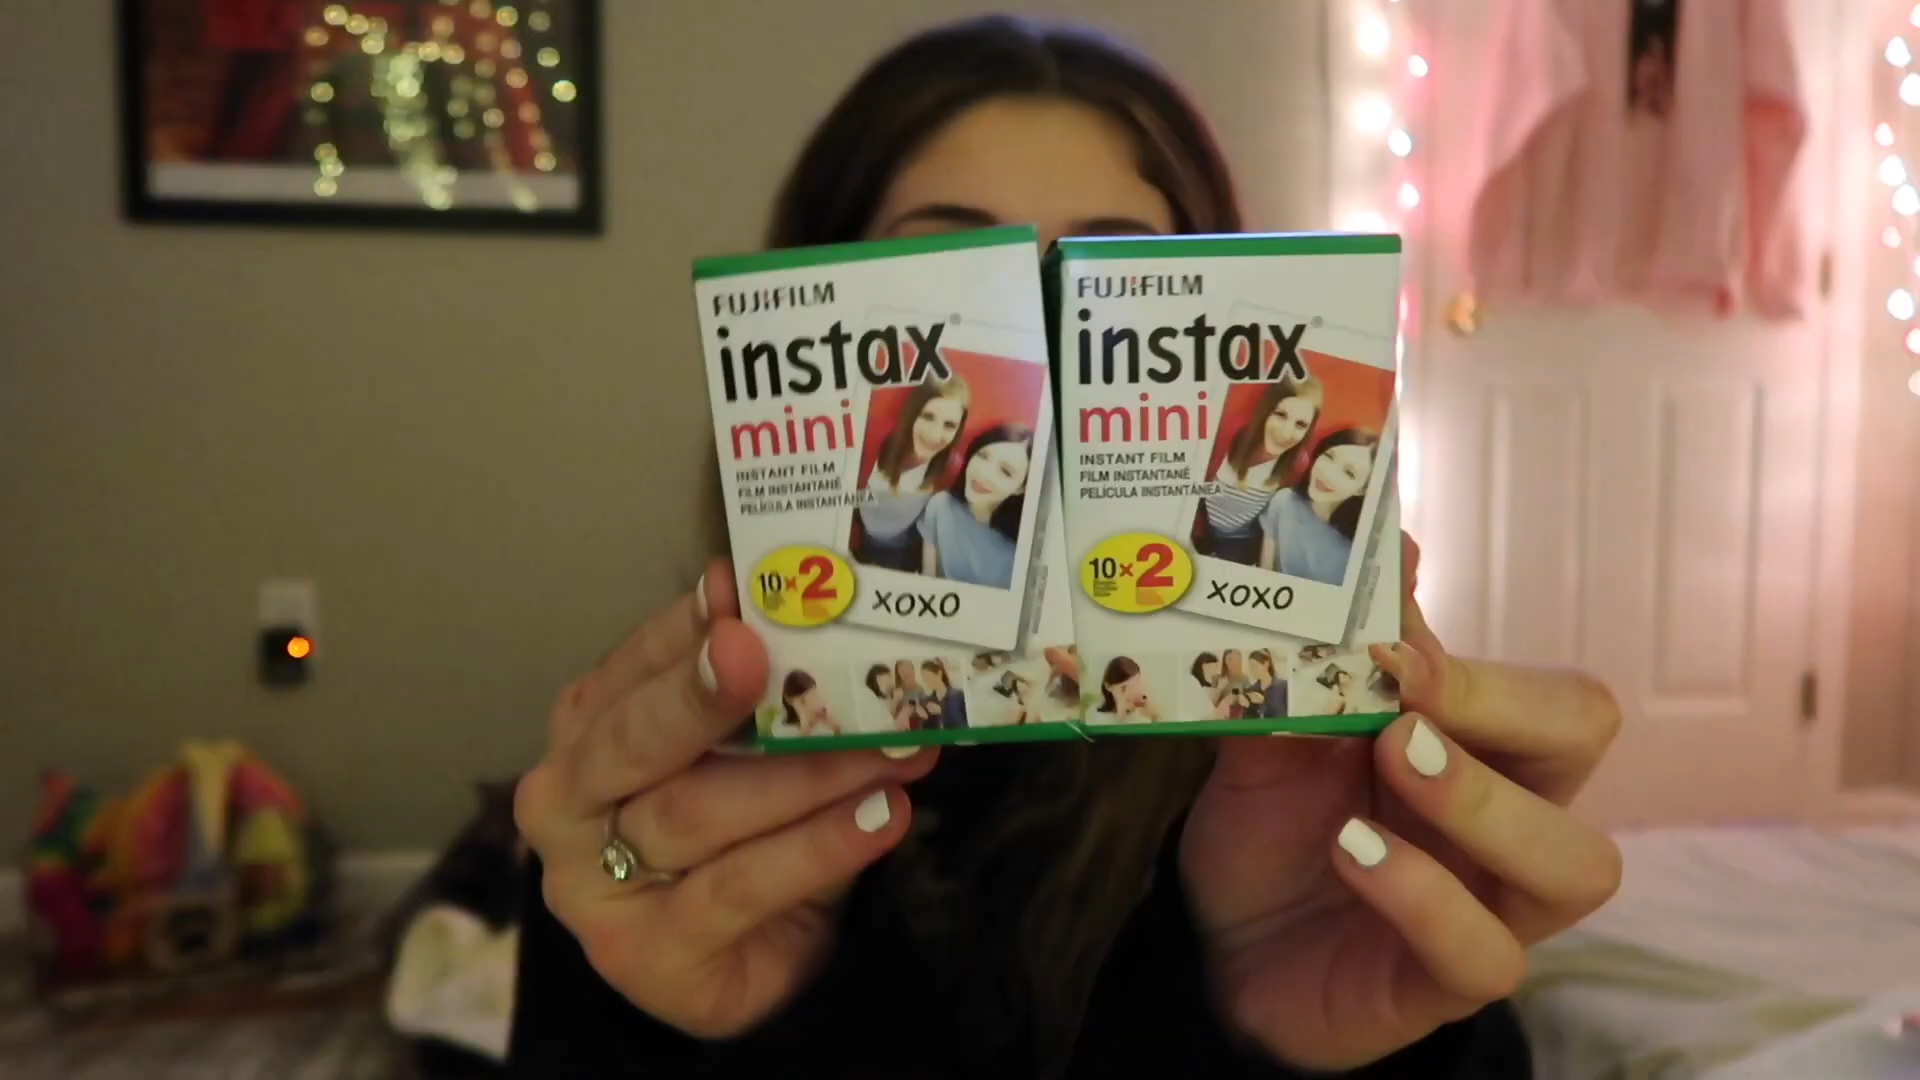 FUJIFILM
instax®
mini
INSTANT FILM
FILM INSTANTANÉ
PELÍCULA INSTANTÁNEA
10×2
XOXO
FUJIFILM
instax®
mini
INSTANT FILM
FILM INSTANTANÉ
PELÍCULA INSTANTÁNEA
10×2
XOXO